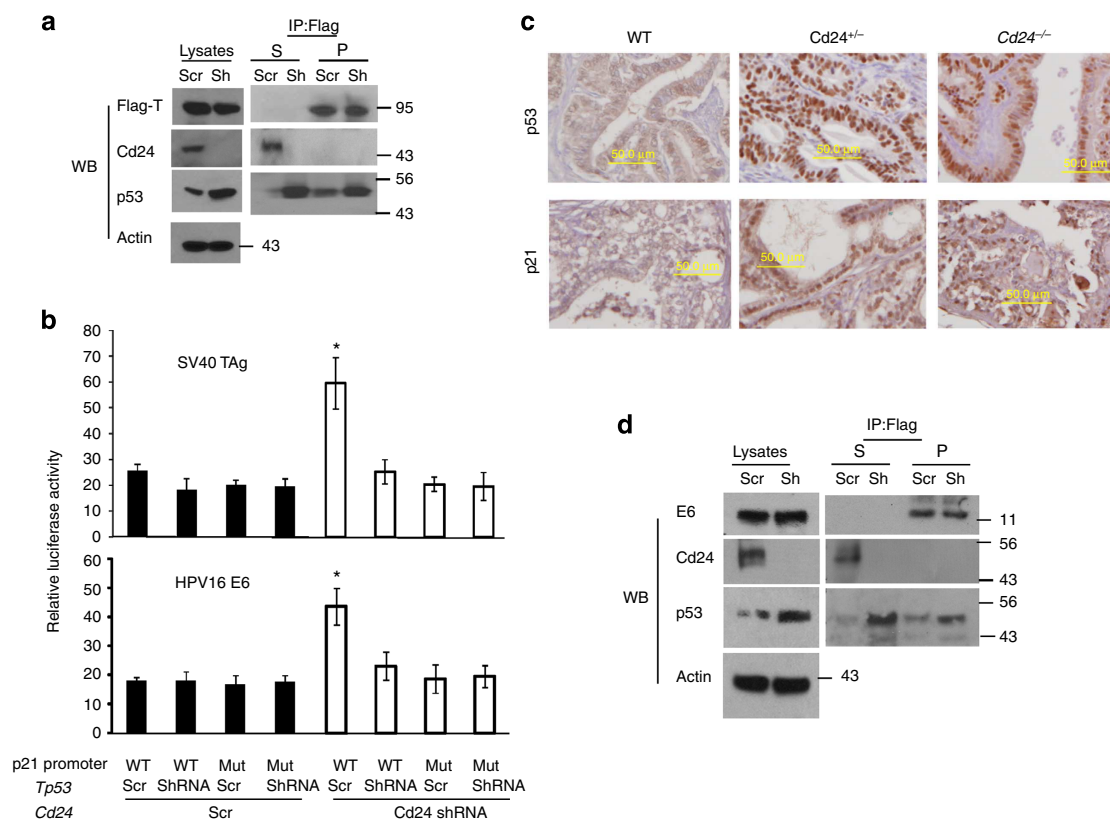 a
IP:Flag
Lysates S P
Scr Sh Scr Sh Scr Sh
WB
Flag-T 95
Cd24 43
p53 56
43
Actin 43
b
Relative luciferase activity
80
70
60
50
40
30
20
10
0
SV40 TAg
*
60
50
40
30
20
10
0
HPV16 E6
*
p21 promoter WT WT Mut Mut WT WT Mut Mut
Tp53 Scr ShRNA Scr ShRNA Scr ShRNA Scr ShRNA
Cd24 Scr Cd24 shRNA
c
WT Cd24+/– Cd24–/–
p53
50.0 µm 50.0 µm 50.0 µm
p21
50.0 µm 50.0 µm 50.0 µm
d
IP:Flag
Lysates S P
Scr Sh Scr Sh Scr Sh
WB
E6 11
Cd24 56
43
p53 56
43
Actin 43